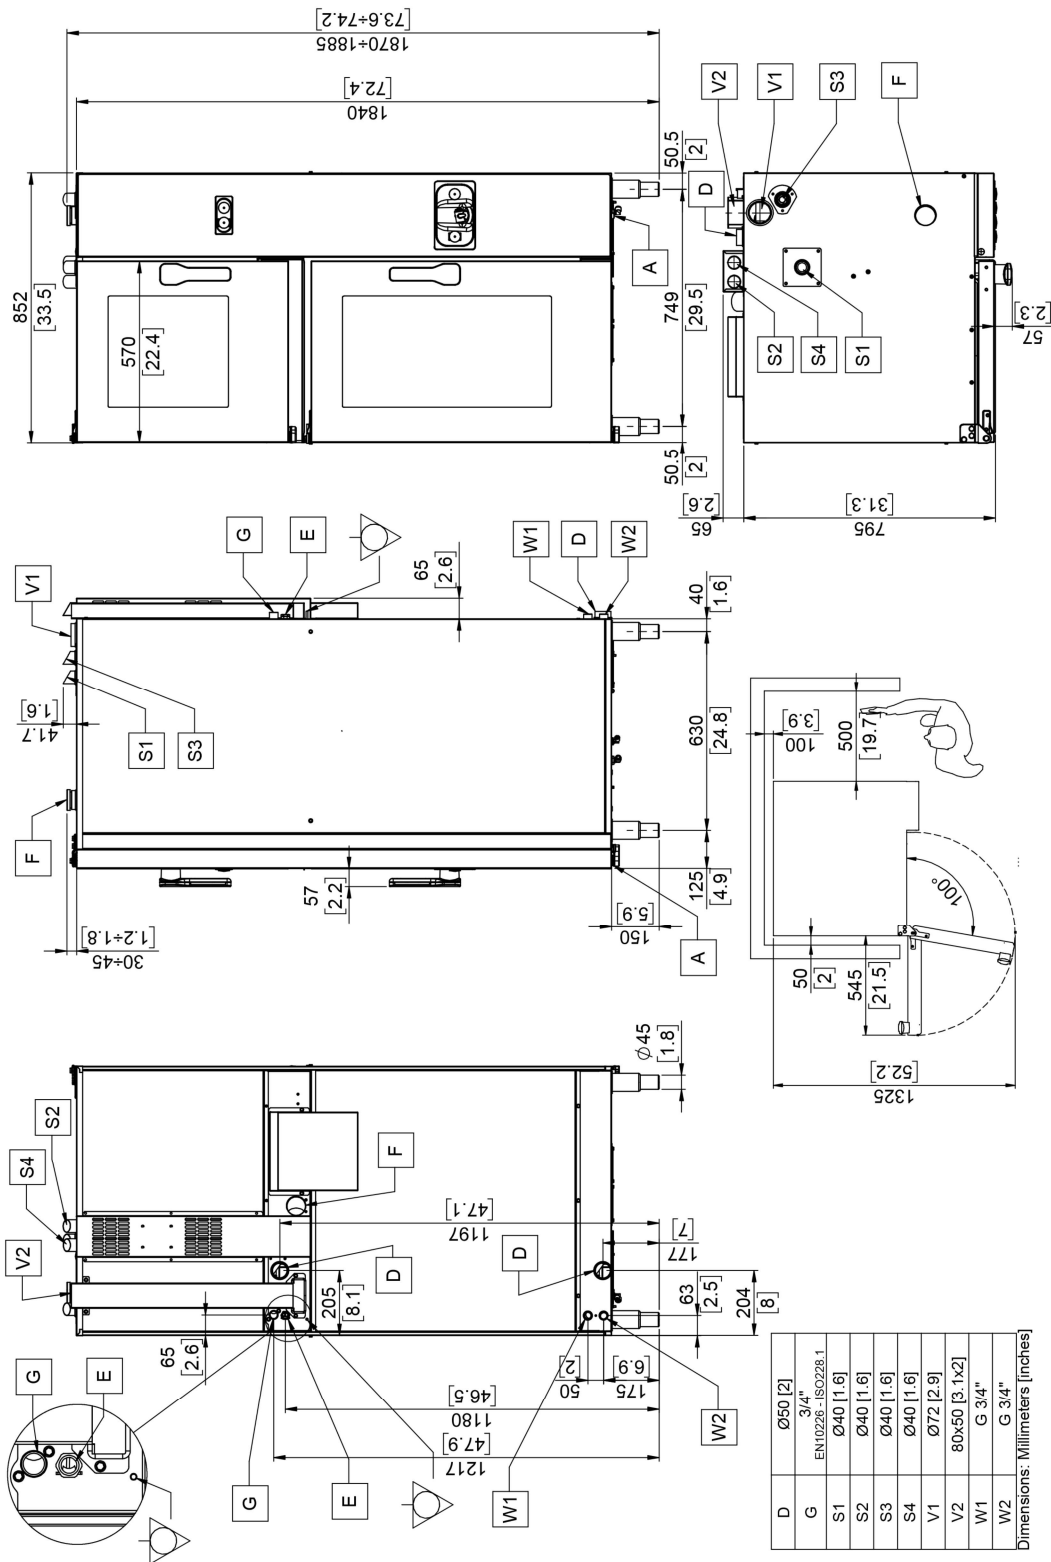 G
E
V2
S4
S2
F
D
65
[2.6]
205
[8.1]
1197
[47.1]
177
[7]
D
63
[2.5]
204
[8]
Ø45
[1.8]
1217
[47.9]
1180
[46.5]
50
[2]
175
[6.9]
G
E
W1
W2
30÷45
[1.2÷1.8]
F
41.7
[1.6]
V1
S1
S3
G
E
65
[2.6]
57
[2.2]
W1
D
W2
40
[1.6]
630
[24.8]
125
[4.9]
150
[5.9]
A
852
[33.5]
570
[22.4]
1870÷1885
[73.6÷74.2]
1840
[72.4]
50.5
[2]
749
[29.5]
50.5
[2]
A
D
V2
V1
S3
F
S2
S4
S1
65
[2.6]
795
[31.3]
57
[2.3]
100
[3.9]
500
[19.7]
100°
50
[2]
545
[21.5]
1325
[52.2]
D Ø50 [2]
G 3/4"
EN10226 - ISO228.1
S1 Ø40 [1.6]
S2 Ø40 [1.6]
S3 Ø40 [1.6]
S4 Ø40 [1.6]
V1 Ø72 [2.9]
V2 80x50 [3.1x2]
W1 G 3/4"
W2 G 3/4"
Dimensions: Millimeters [inches]